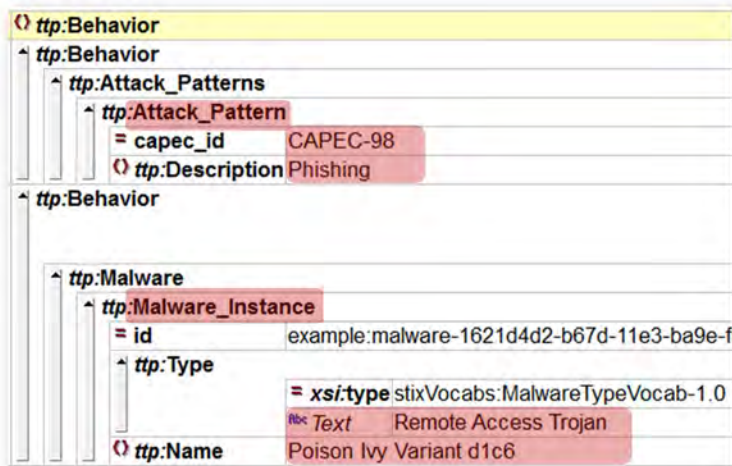 ttp:Behavior
ttp:Behavior
ttp:Attack_Patterns
ttp:Attack_Pattern
= capec_id CAPEC-98
ttp:Description Phishing
ttp:Behavior
ttp:Malware
ttp:Malware_Instance
= id example:malware-1621d4d2-b67d-11e3-ba9e-f
ttp:Type
= xsi:type stixVocabs:MalwareTypeVocab-1.0
Abc Text Remote Access Trojan
ttp:Name Poison Ivy Variant d1c6